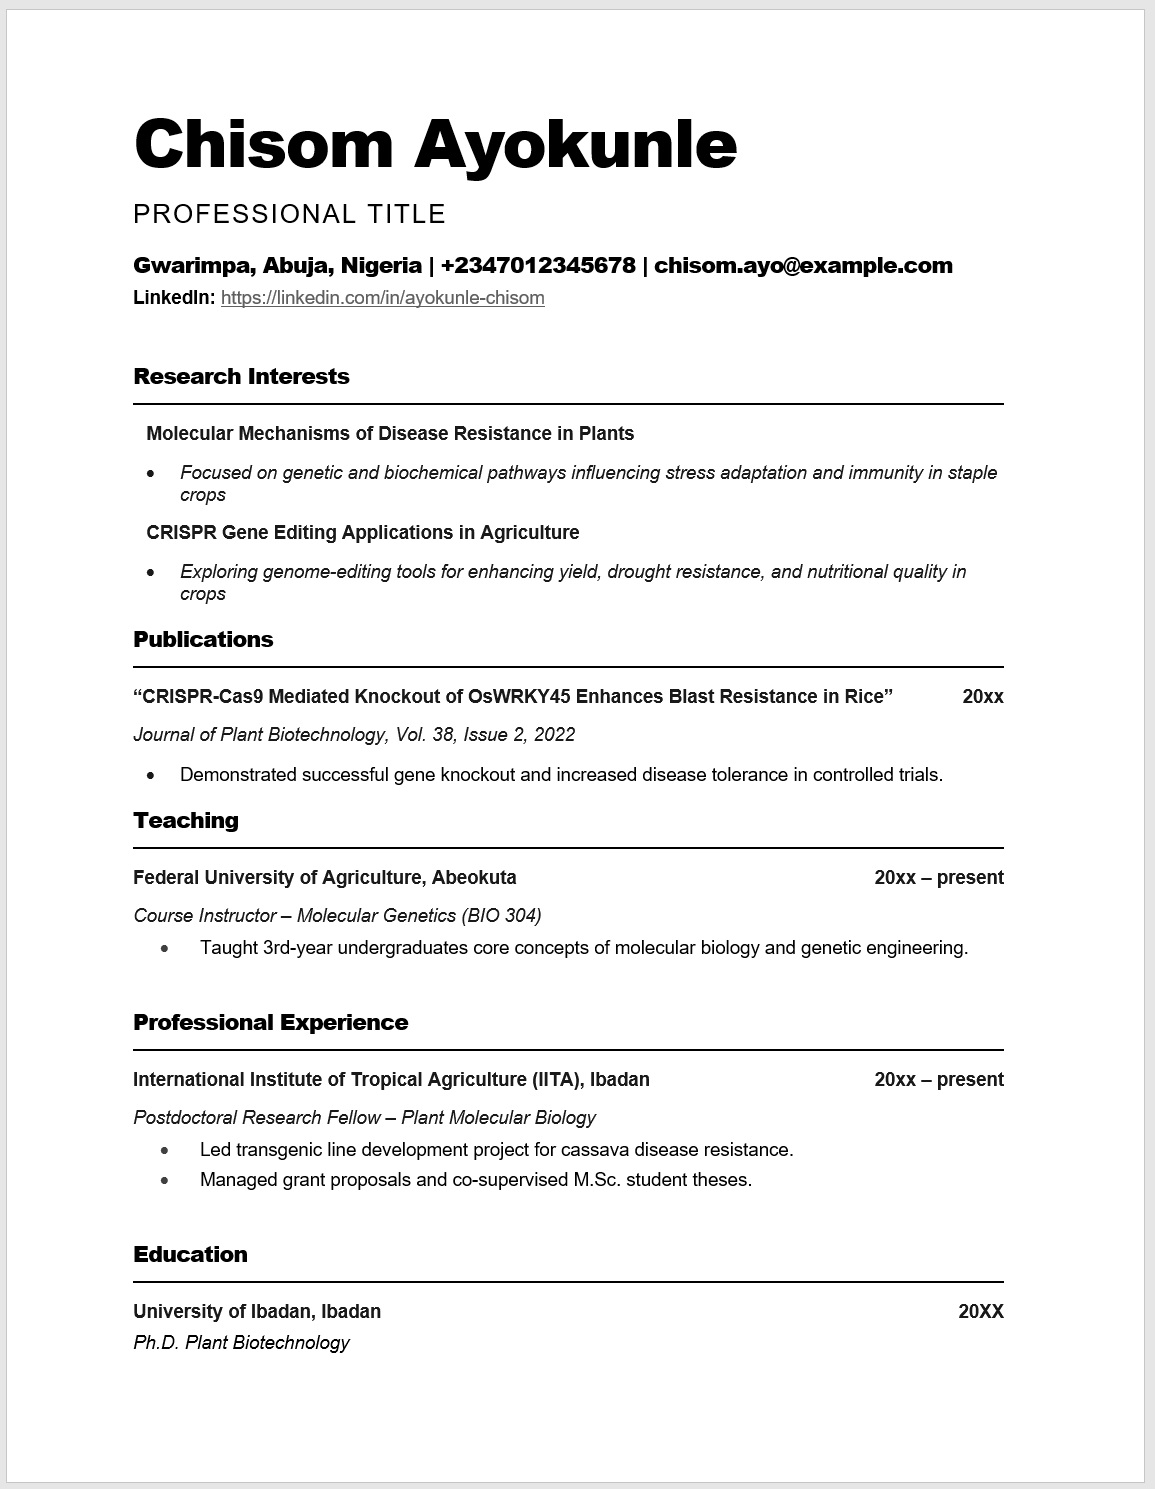 Chisom Ayokunle
PROFESSIONAL TITLE
Gwarimpa, Abuja, Nigeria | +2347012345678 | chisom.ayo@example.com
LinkedIn: https://linkedin.com/in/ayokunle-chisom
Research Interests
Molecular Mechanisms of Disease Resistance in Plants
• Focused on genetic and biochemical pathways influencing stress adaptation and immunity in staple
crops
CRISPR Gene Editing Applications in Agriculture
• Exploring genome-editing tools for enhancing yield, drought resistance, and nutritional quality in
crops
Publications
“CRISPR-Cas9 Mediated Knockout of OsWRKY45 Enhances Blast Resistance in Rice” 20xx
Journal of Plant Biotechnology, Vol. 38, Issue 2, 2022
• Demonstrated successful gene knockout and increased disease tolerance in controlled trials.
Teaching
Federal University of Agriculture, Abeokuta 20xx – present
Course Instructor – Molecular Genetics (BIO 304)
• Taught 3rd-year undergraduates core concepts of molecular biology and genetic engineering.
Professional Experience
International Institute of Tropical Agriculture (IITA), Ibadan 20xx – present
Postdoctoral Research Fellow – Plant Molecular Biology
• Led transgenic line development project for cassava disease resistance.
• Managed grant proposals and co-supervised M.Sc. student theses.
Education
University of Ibadan, Ibadan 20XX
Ph.D. Plant Biotechnology